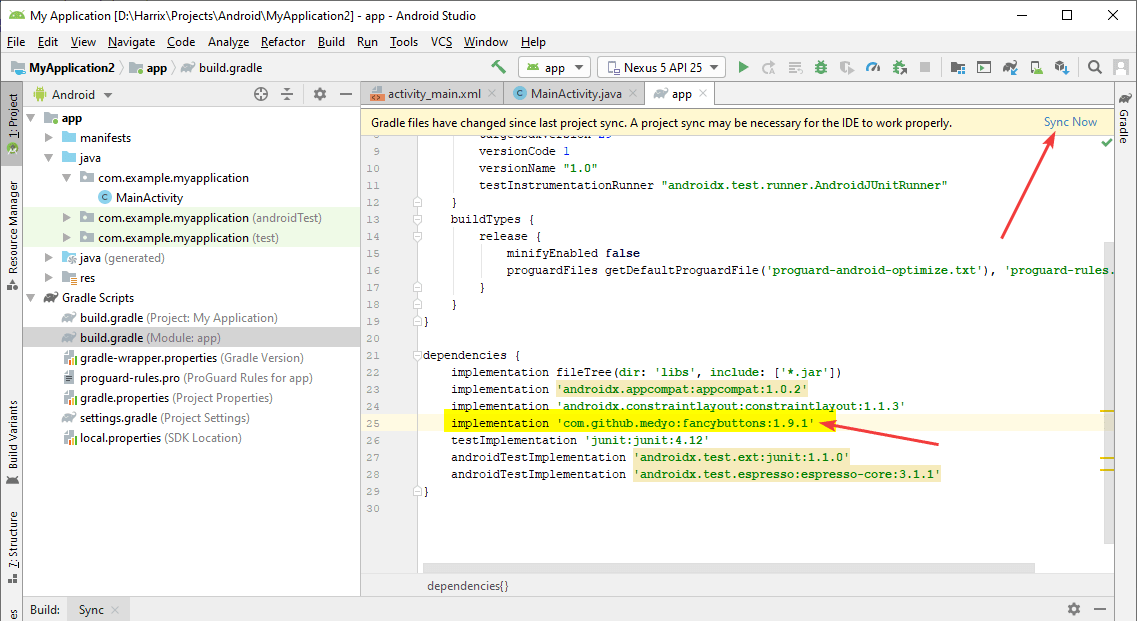 My Application [D:\Harrix\Projects\Android\MyApplication2] - app - Android Studio
File Edit View Navigate Code Analyze Refactor Build Run Tools VCS Window Help
MyApplication2 app build.gradle
app
Nexus 5 API 25
1: Project
Resource Manager
Build Variants
Z: Structure
Android
app
manifests
java
com.example.myapplication
MainActivity
com.example.myapplication (androidTest)
com.example.myapplication (test)
java (generated)
res
Gradle Scripts
build.gradle (Project: My Application)
build.gradle (Module: app)
gradle-wrapper.properties (Gradle Version)
proguard-rules.pro (ProGuard Rules for app)
gradle.properties (Project Properties)
settings.gradle (Project Settings)
local.properties (SDK Location)
activity_main.xml MainActivity.java app
Gradle files have changed since last project sync. A project sync may be necessary for the IDE to work properly. Sync Now
9 versionCode 1
10 versionName "1.0"
11 testInstrumentationRunner "androidx.test.runner.AndroidJUnitRunner"
12 }
13 buildTypes {
14 release {
15 minifyEnabled false
16 proguardFiles getDefaultProguardFile('proguard-android-optimize.txt'), 'proguard-rules.
17 }
18 }
19 }
20
21 dependencies {
22 implementation fileTree(dir: 'libs', include: ['*.jar'])
23 implementation 'androidx.appcompat:appcompat:1.0.2'
24 implementation 'androidx.constraintlayout:constraintlayout:1.1.3'
25 implementation 'com.github.medyo:fancybuttons:1.9.1'
26 testImplementation 'junit:junit:4.12'
27 androidTestImplementation 'androidx.test.ext:junit:1.1.0'
28 androidTestImplementation 'androidx.test.espresso:espresso-core:3.1.1'
29 }
30
dependencies{}
Gradle
Build: Sync